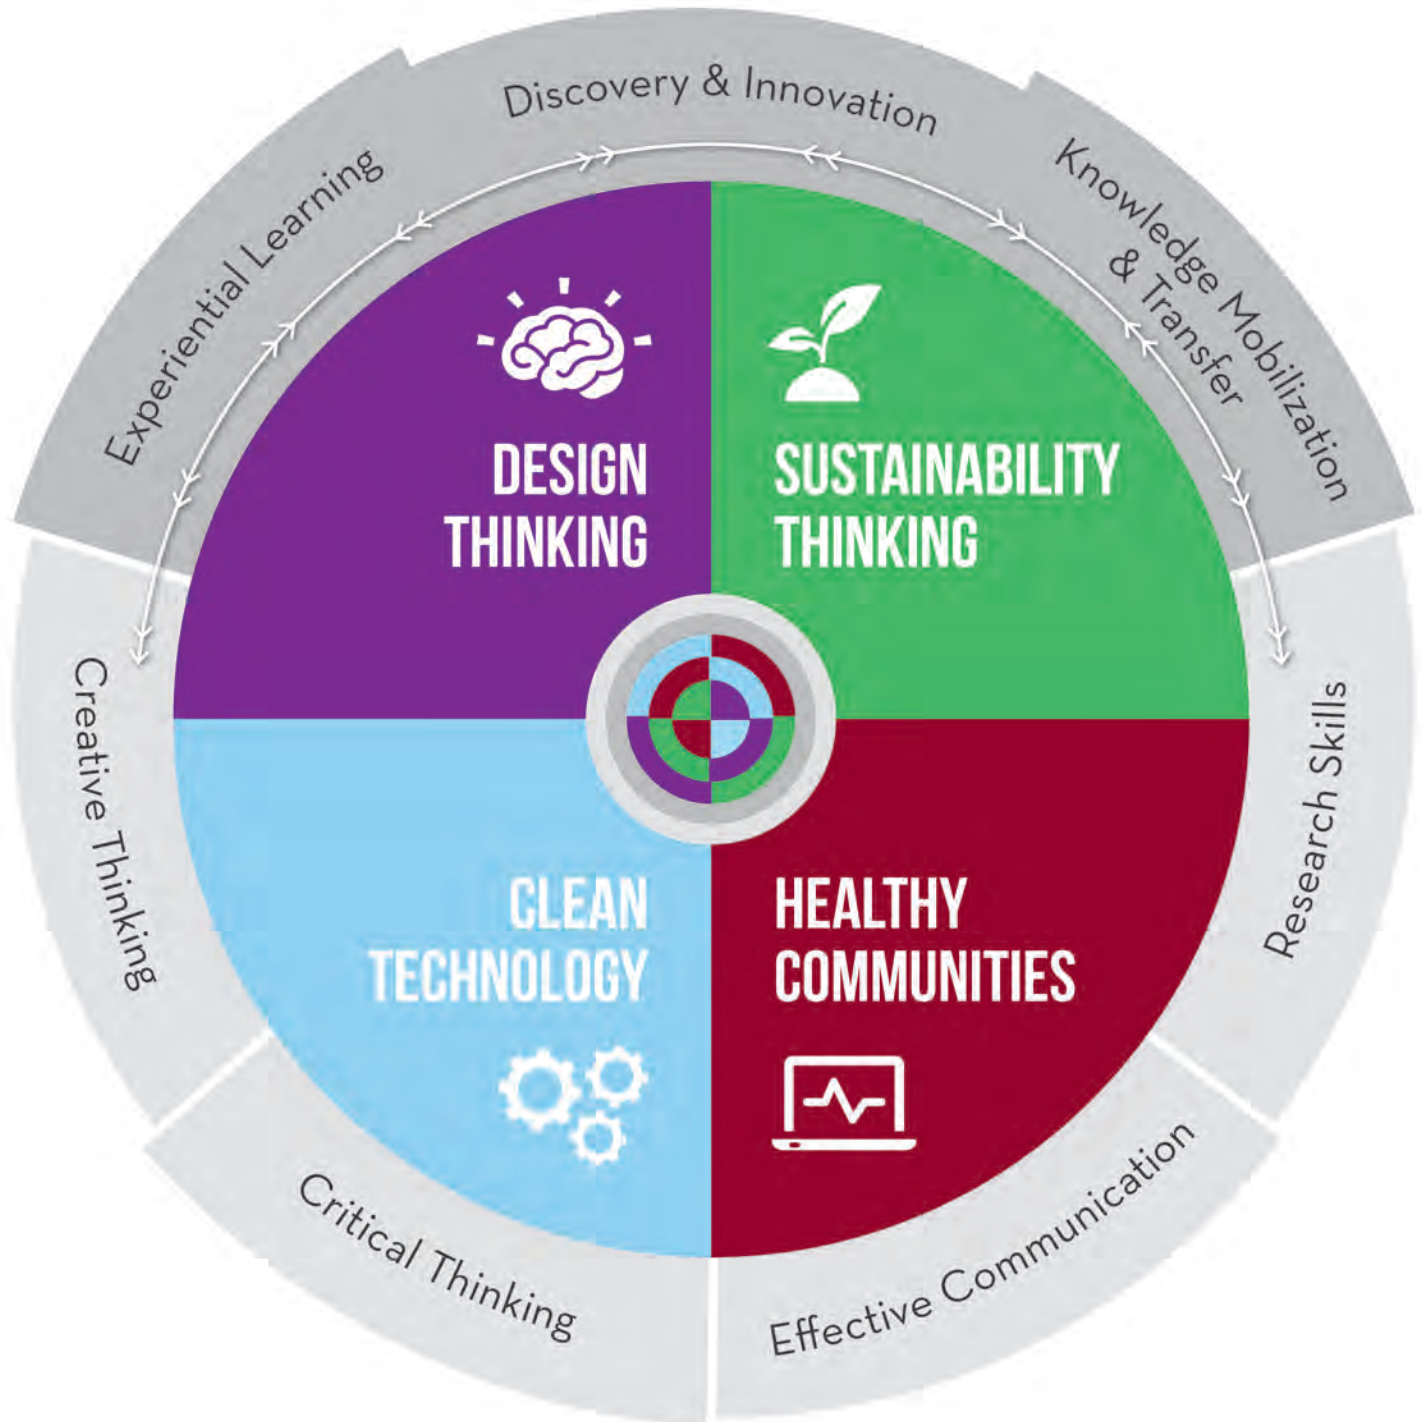 Discovery & Innovation
Experiential Learning
Knowledge Mobilization
& Transfer
DESIGN
THINKING
SUSTAINABILITY
THINKING
Creative Thinking
Research Skills
CLEAN
TECHNOLOGY
HEALTHY
COMMUNITIES
Critical Thinking
Effective Communication